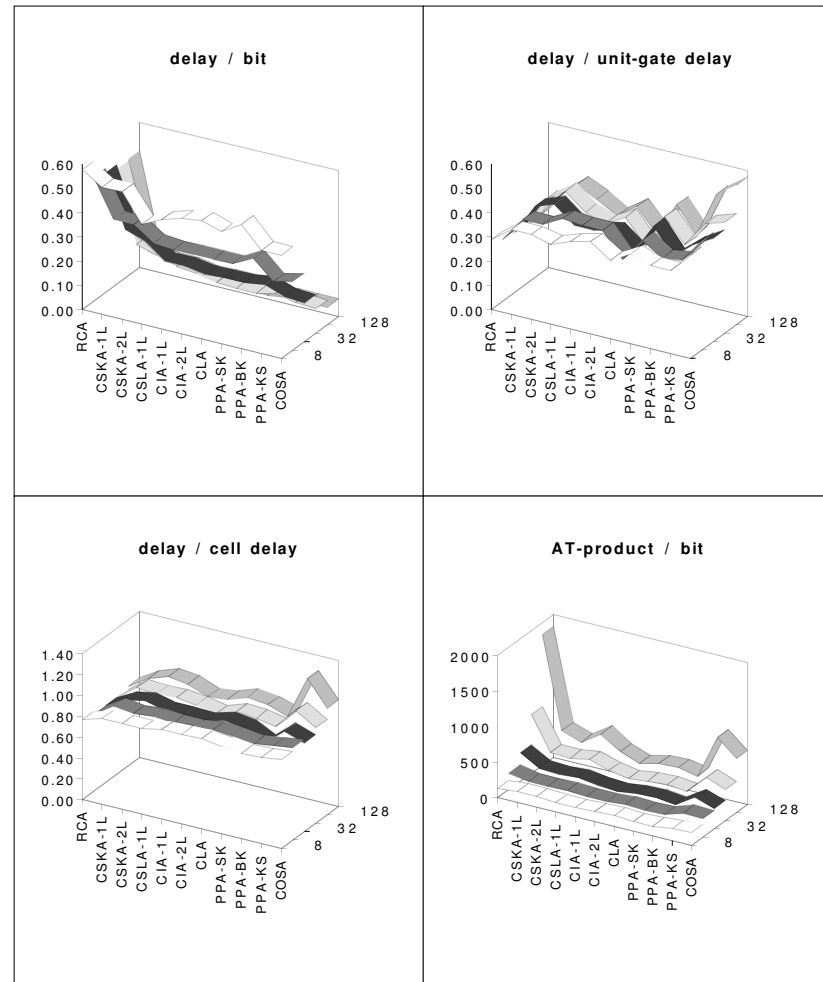 delay / bit
0.60
0.50
0.40
0.30
0.20
0.10
0.00
RCA
CSKA-1L
CSKA-2L
CSLA-1L
CIA-1L
CIA-2L
CLA
PPA-SK
PPA-BK
PPA-KS
COSA
8
32
128
delay / unit-gate delay
0.60
0.50
0.40
0.30
0.20
0.10
0.00
RCA
CSKA-1L
CSKA-2L
CSLA-1L
CIA-1L
CIA-2L
CLA
PPA-SK
PPA-BK
PPA-KS
COSA
8
32
128
delay / cell delay
1.40
1.20
1.00
0.80
0.60
0.40
0.20
0.00
RCA
CSKA-1L
CSKA-2L
CSLA-1L
CIA-1L
CIA-2L
CLA
PPA-SK
PPA-BK
PPA-KS
COSA
8
32
128
AT-product / bit
2000
1500
1000
500
0
RCA
CSKA-1L
CSKA-2L
CSLA-1L
CIA-1L
CIA-2L
CLA
PPA-SK
PPA-BK
PPA-KS
COSA
8
32
128